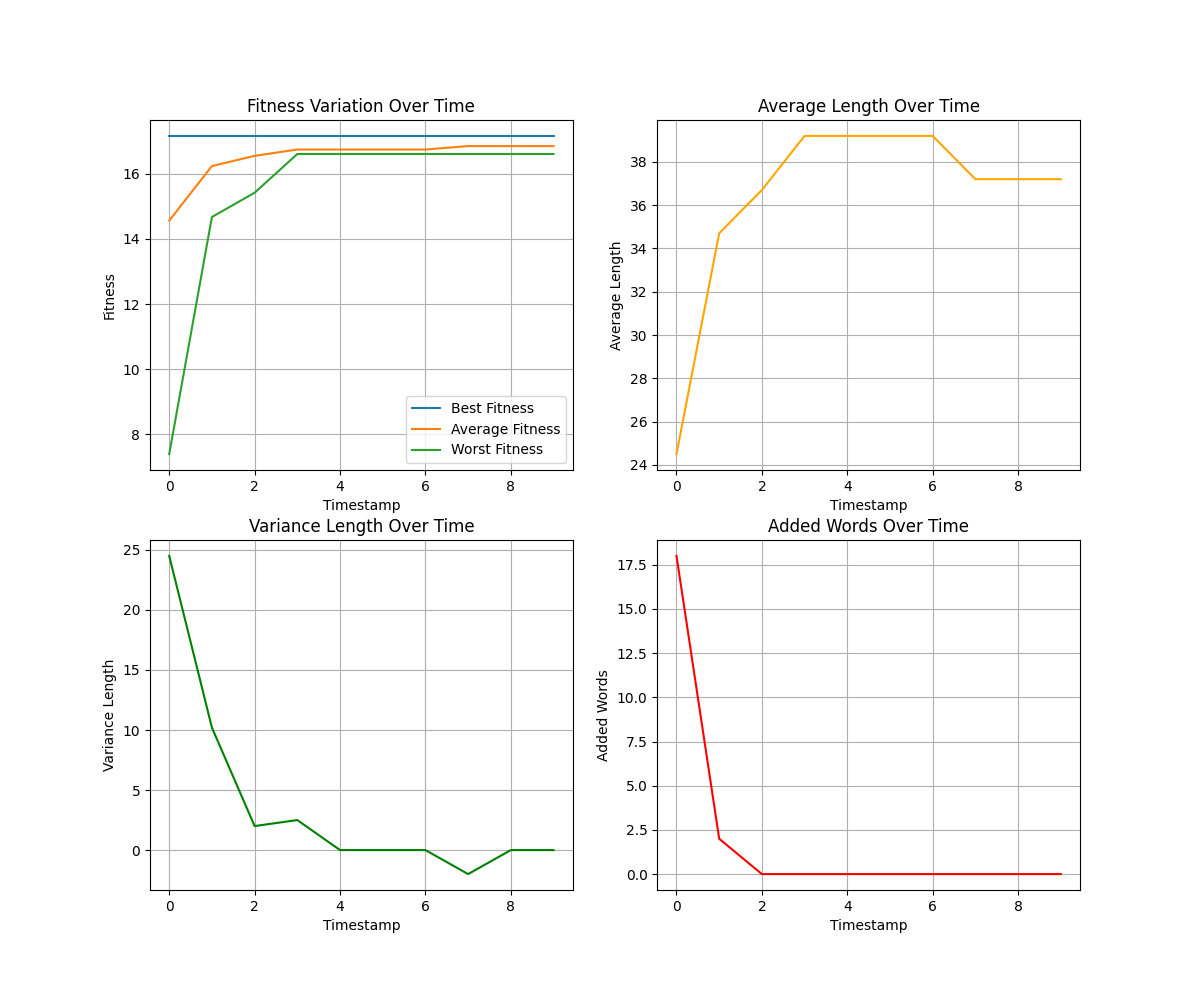 Fitness Variation Over Time
Fitness
16
14
12
10
8
Best Fitness
Average Fitness
Worst Fitness
0 2 4 6 8
Timestamp
Average Length Over Time
Average Length
38
36
34
32
30
28
26
24
0 2 4 6 8
Timestamp
Variance Length Over Time
Variance Length
25
20
15
10
5
0
0 2 4 6 8
Timestamp
Added Words Over Time
Added Words
17.5
15.0
12.5
10.0
7.5
5.0
2.5
0.0
0 2 4 6 8
Timestamp